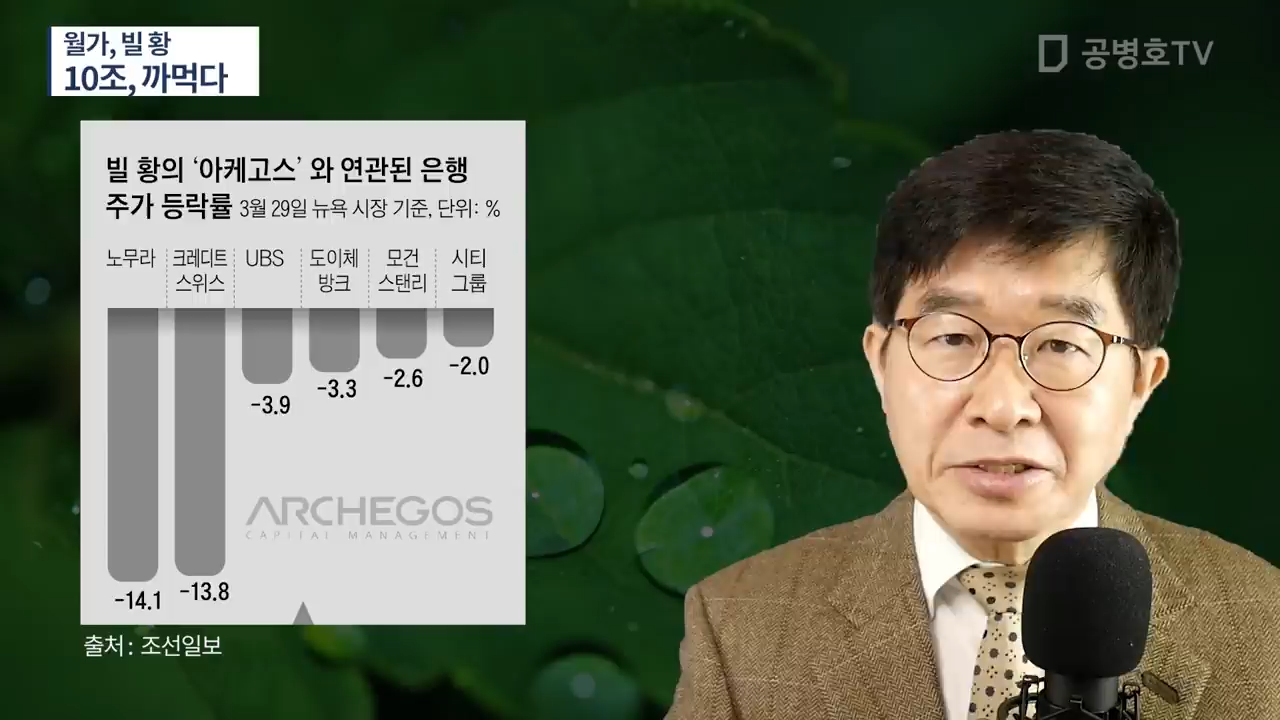 월가, 빌 황
10조, 까먹다
공병호TV
빌 황의 ‘아케고스’ 와 연관된 은행
주가 등락률 3월 29일 뉴욕 시장 기준, 단위: %
노무라
크레디트
스위스
UBS
도이체
방크
모건
스탠리
시티
그룹
-14.1
-13.8
-3.9
-3.3
-2.6
-2.0
ARCHEGOS
CAPITAL MANAGEMENT
출처: 조선일보